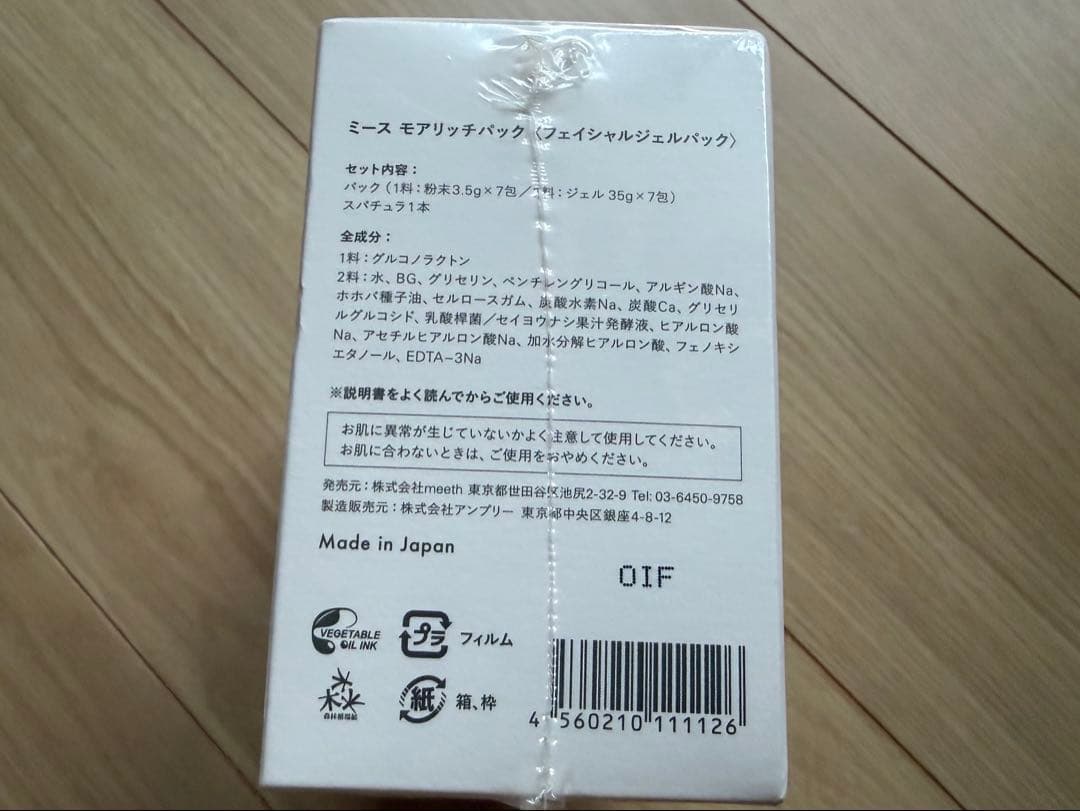 ミース モアリッチパック〈フェイシャルジェルパック〉
セット内容：
パック（1料：粉末3.5g×7包／2料：ジェル 35g×7包）
スパチュラ1本
全成分：
1料：グルコノラクトン
2料：水、BG、グリセリン、ペンチレングリコール、アルギン酸Na、
ホホバ種子油、セルロースガム、炭酸水素Na、炭酸Ca、グリセリ
ルグルコシド、乳酸桿菌／セイヨウナシ果汁発酵液、ヒアルロン酸
Na、アセチルヒアルロン酸Na、加水分解ヒアルロン酸、フェノキシ
エタノール、EDTA−3Na
※説明書をよく読んでからご使用ください。
お肌に異常が生じていないかよく注意して使用してください。
お肌に合わないときは、ご使用をおやめください。
発売元：株式会社meeth 東京都世田谷区池尻2-32-9 Tel: 03-6450-9758
製造販売元：株式会社アンプリー 東京都中央区銀座4-8-12
Made in Japan
OIF
VEGETABLE
OIL INK
プラ フィルム
森林循環紙
紙 箱、枠
4 560210 111126